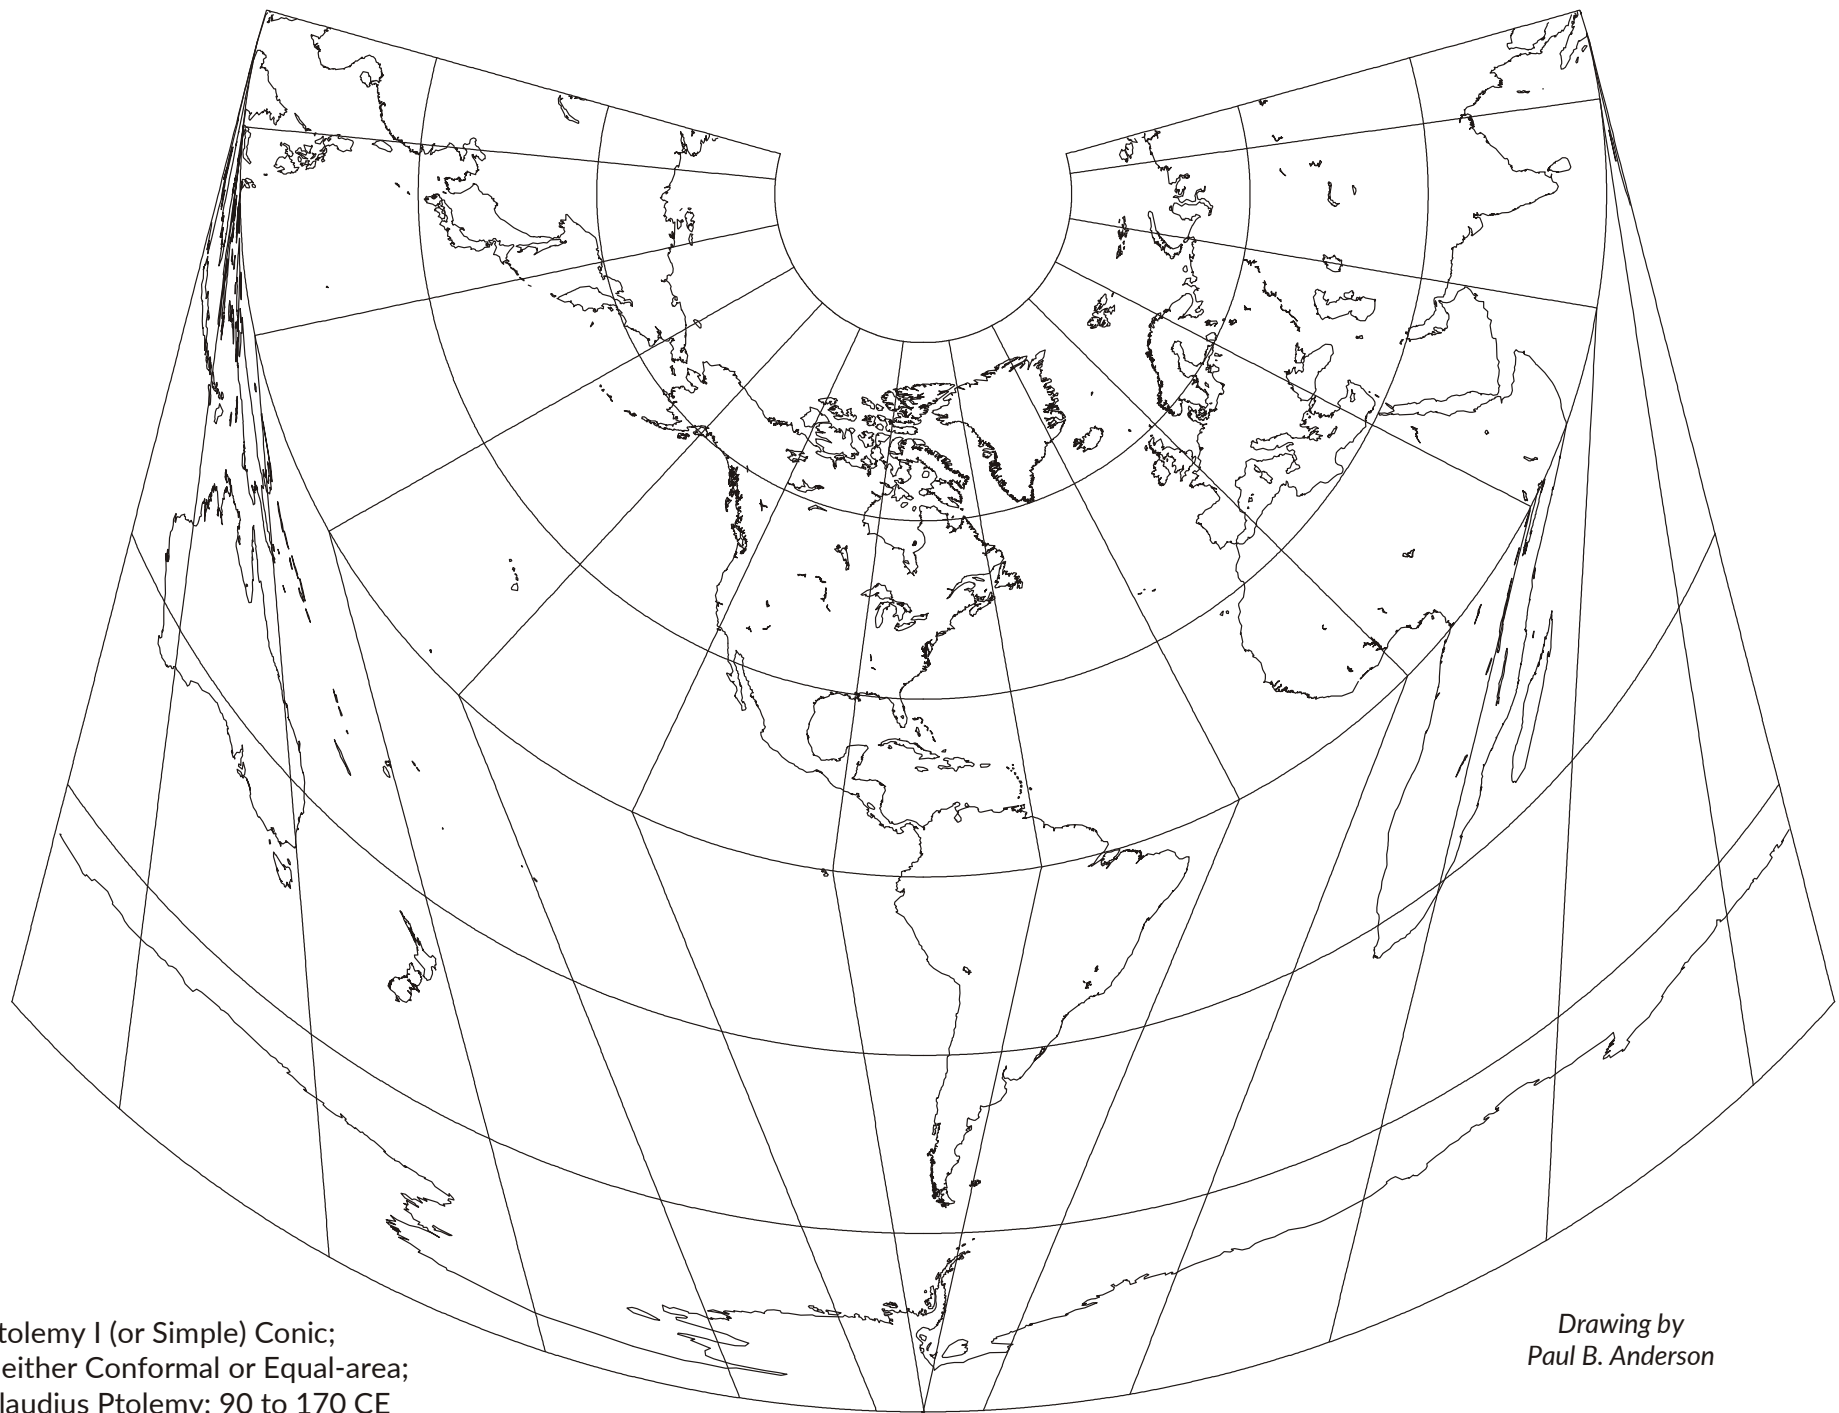 tolemy I (or Simple) Conic;
either Conformal or Equal-area;
laudius Ptolemy; 90 to 170 CE
Drawing by
Paul B. Anderson